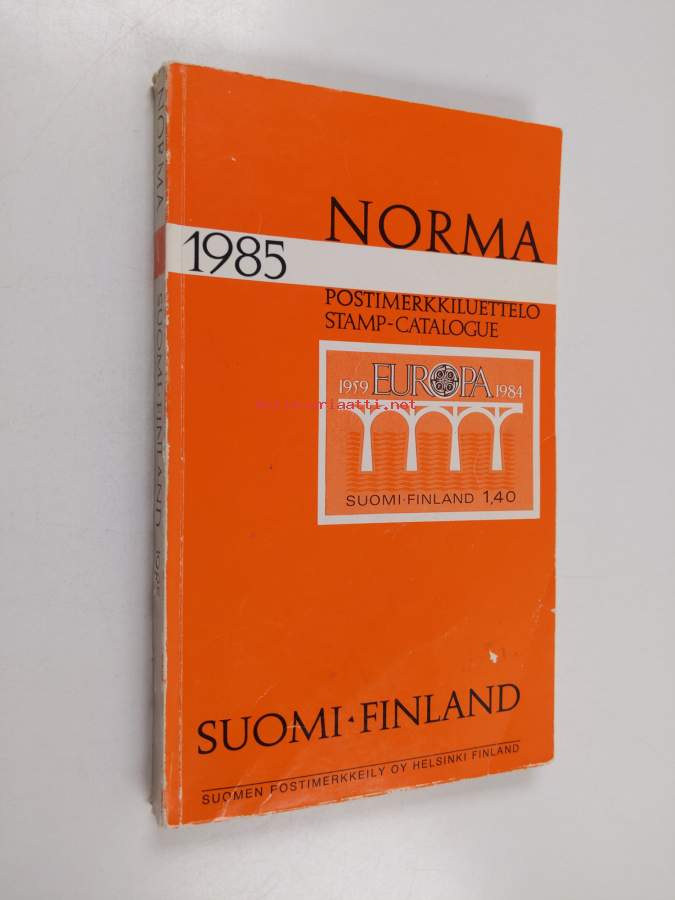 NORMA
1985
POSTIMERKKILUETTELO
STAMP-CATALOGUE
1959 EUROPA 1984
SUOMI·FINLAND 1,40
SUOMI·FINLAND
SUOMEN POSTIMERKKEILY OY HELSINKI FINLAND
NORMA SUOMI-FINLAND 1985